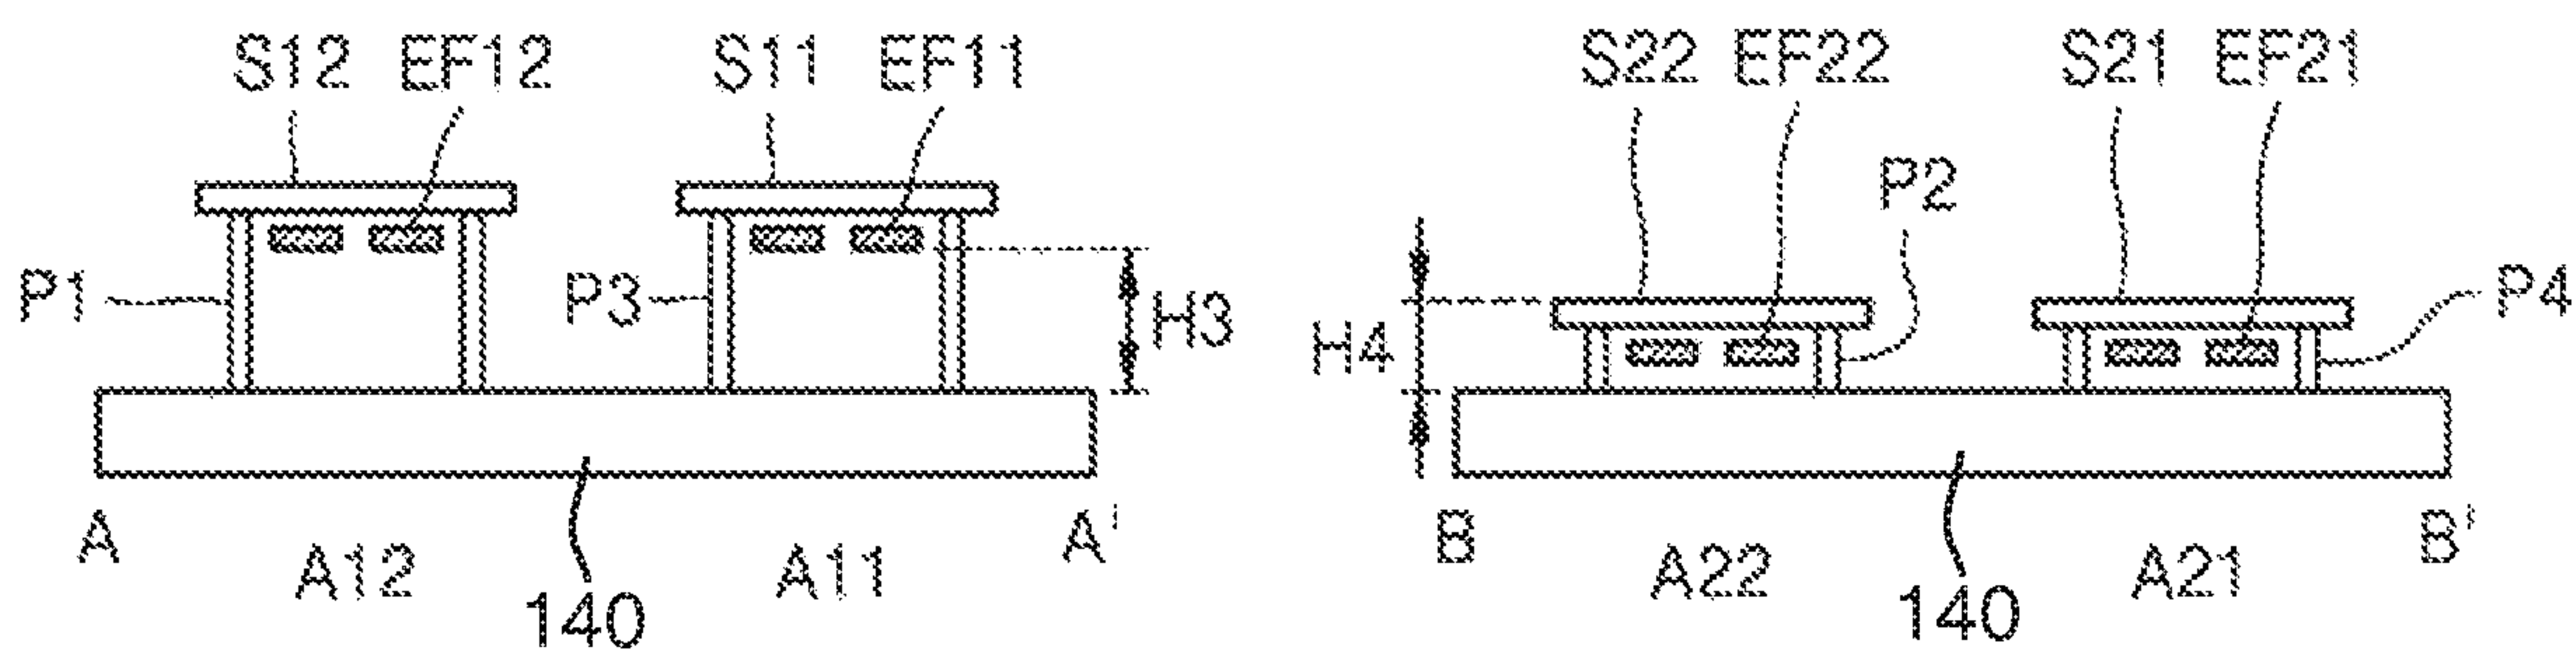 S12 EF12 S11 EF11 S22 EF22 S21 EF21
P2
P1 P3 H3 H4 P4
A A' B B'
A12 A11 A22 A21
140 140